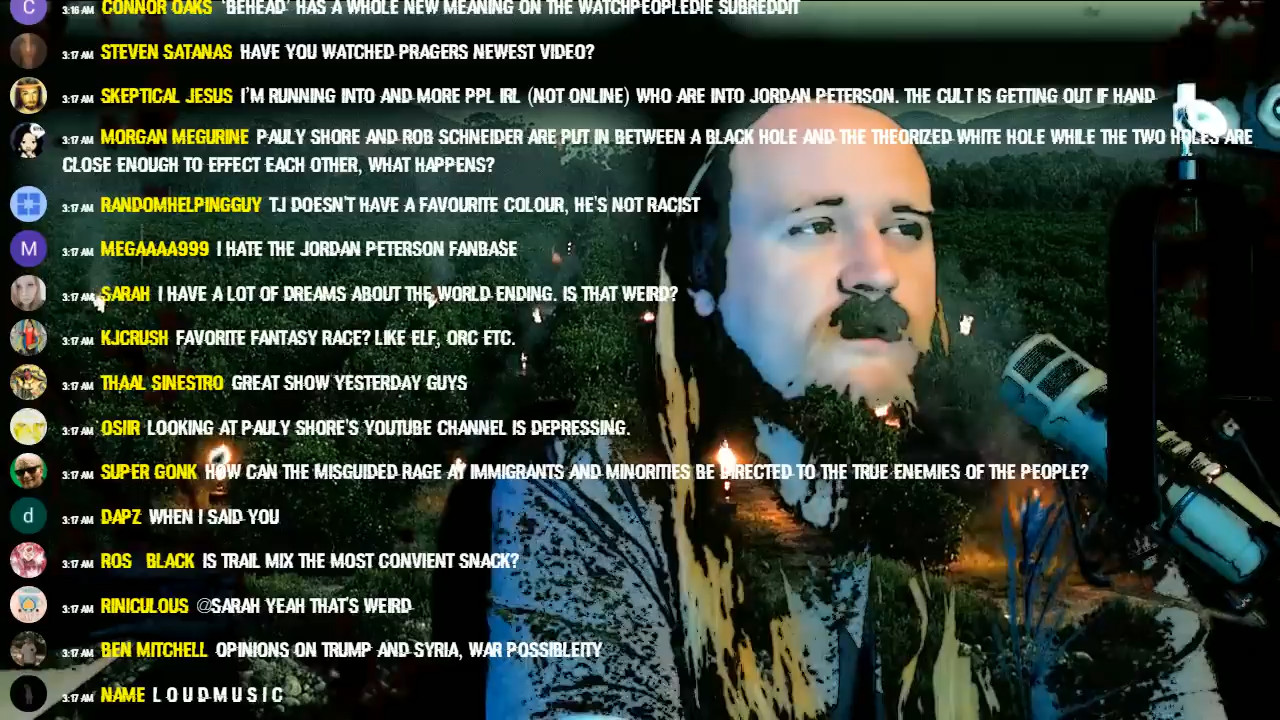 C 3:16 AM CONNOR OAKS 'BEHEAD' HAS A WHOLE NEW MEANING ON THE WATCHPEOPLEDIE SUBREDDIT
3:17 AM STEVEN SATANAS HAVE YOU WATCHED PRAGERS NEWEST VIDEO?
3:17 AM SKEPTICAL JESUS I'M RUNNING INTO AND MORE PPL IRL (NOT ONLINE) WHO ARE INTO JORDAN PETERSON. THE CULT IS GETTING OUT IF HAND
3:17 AM MORGAN MEGURINE PAULY SHORE AND ROB SCHNEIDER ARE PUT IN BETWEEN A BLACK HOLE AND THE THEORIZED WHITE HOLE WHILE THE TWO HOLES ARE
CLOSE ENOUGH TO EFFECT EACH OTHER, WHAT HAPPENS?
3:17 AM RANDOMHELPINGGUY TJ DOESN'T HAVE A FAVOURITE COLOUR, HE'S NOT RACIST
M 3:17 AM MEGAAAA999 I HATE THE JORDAN PETERSON FANBASE
3:17 AM SARAH I HAVE A LOT OF DREAMS ABOUT THE WORLD ENDING. IS THAT WEIRD?
3:17 AM KJCRUSH FAVORITE FANTASY RACE? LIKE ELF, ORC ETC.
3:17 AM THAAL SINESTRO GREAT SHOW YESTERDAY GUYS
3:17 AM OSIIR LOOKING AT PAULY SHORE'S YOUTUBE CHANNEL IS DEPRESSING.
3:17 AM SUPER GONK HOW CAN THE MISGUIDED RAGE AT IMMIGRANTS AND MINORITIES BE DIRECTED TO THE TRUE ENEMIES OF THE PEOPLE?
d 3:17 AM DAPZ WHEN I SAID YOU
3:17 AM ROS BLACK IS TRAIL MIX THE MOST CONVIENT SNACK?
3:17 AM RINICULOUS @SARAH YEAH THAT'S WEIRD
3:17 AM BEN MITCHELL OPINIONS ON TRUMP AND SYRIA, WAR POSSIBLEITY
3:17 AM NAME L O U D M U S I C